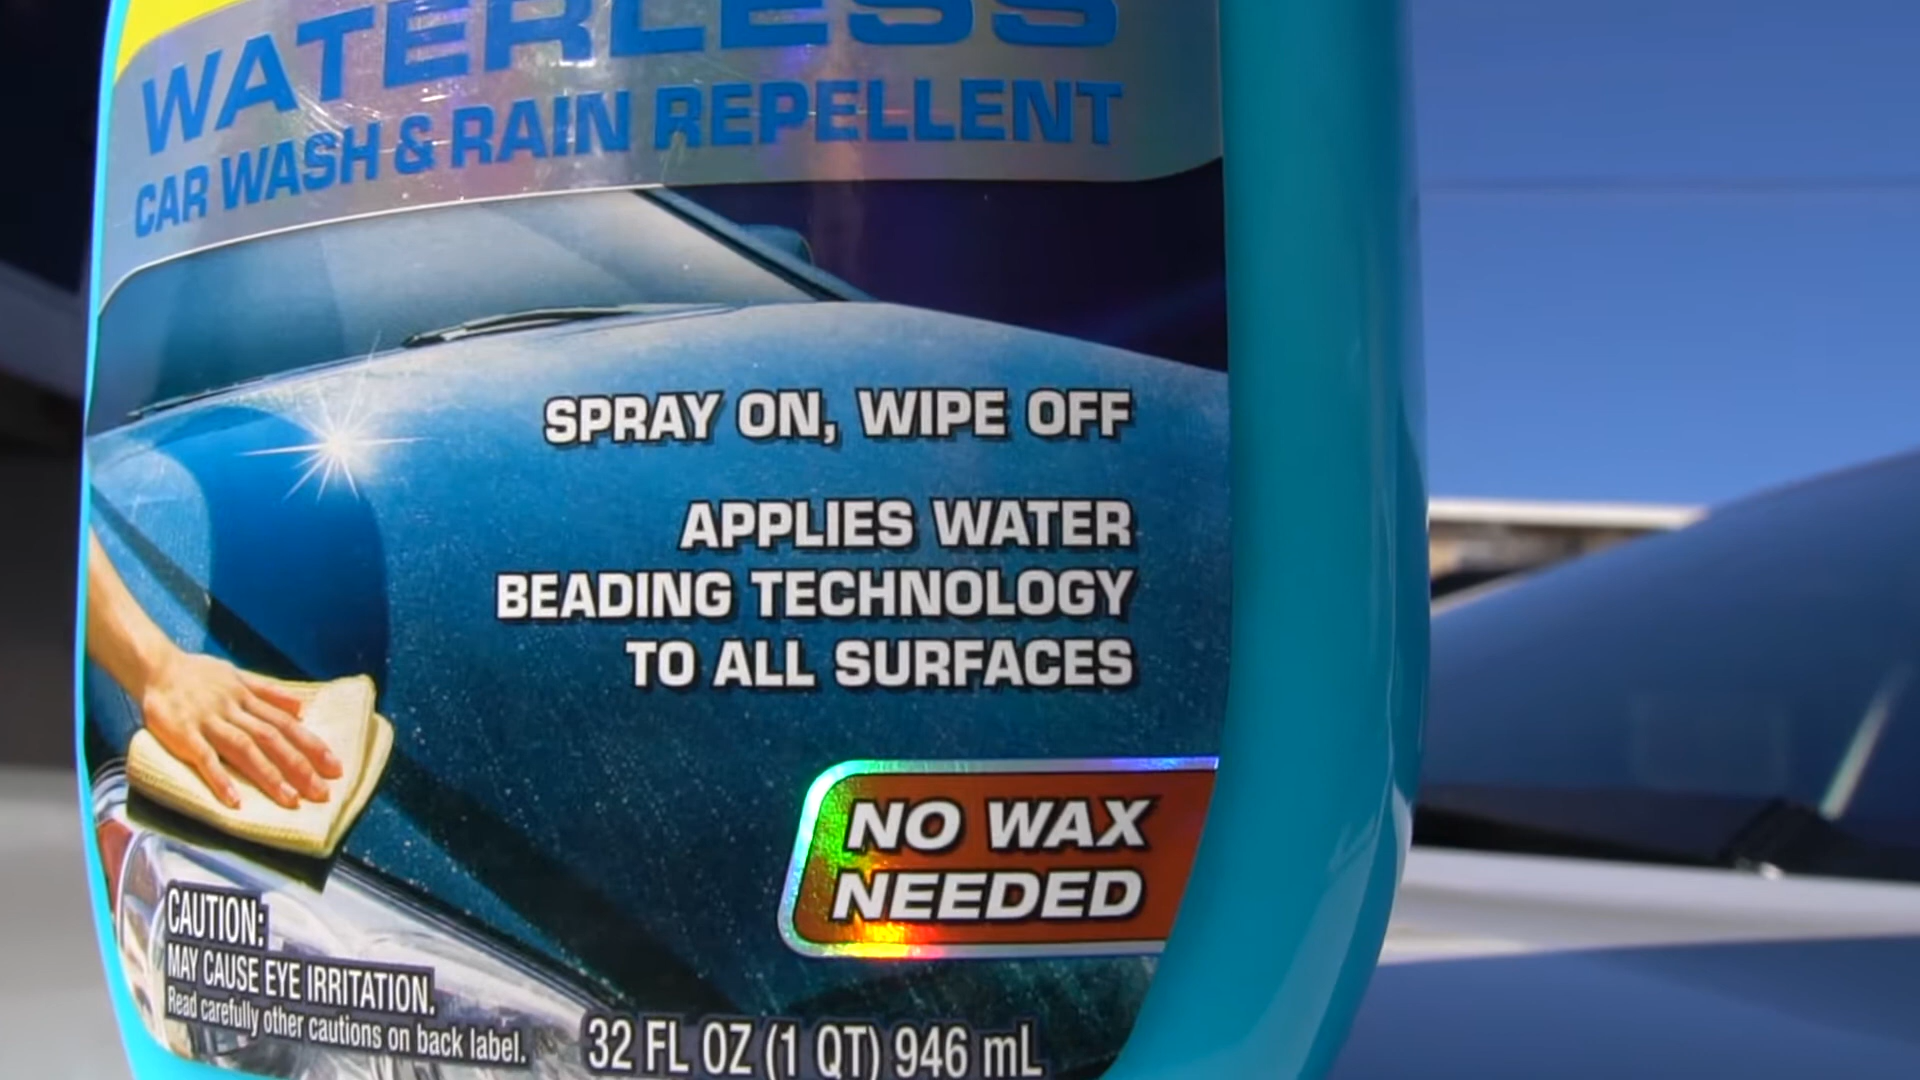 WATERLESS
CAR WASH & RAIN REPELLENT
SPRAY ON, WIPE OFF
APPLIES WATER
BEADING TECHNOLOGY
TO ALL SURFACES
NO WAX
NEEDED
CAUTION:
MAY CAUSE EYE IRRITATION.
Read carefully other cautions on back label.
32 FL OZ (1 QT) 946 mL